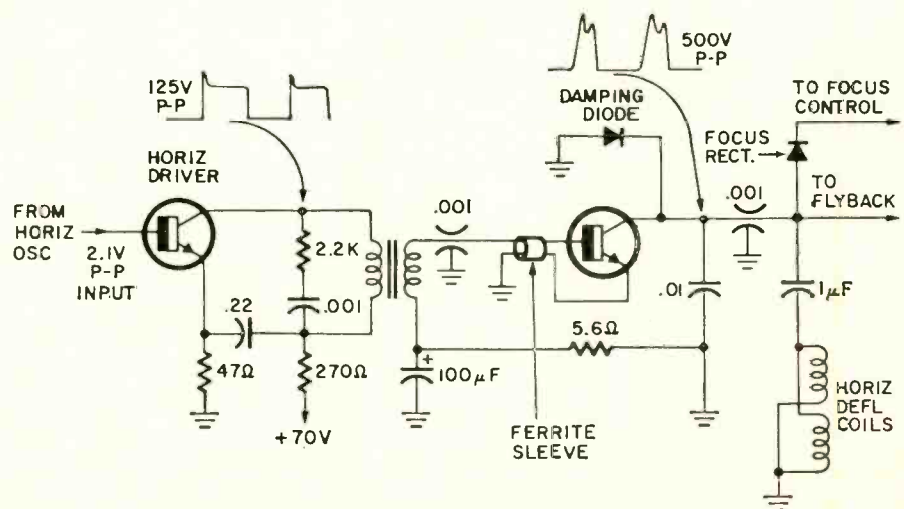 125V
P-P
HORIZ
DRIVER
FROM
HORIZ
OSC
2.1V
P-P
INPUT
2.2K
.001
.22
47Ω
270Ω
+70V
100µF
+
.001
FERRITE
SLEEVE
5.6Ω
.01
500V
P-P
DAMPING
DIODE
.001
FOCUS
RECT.
TO FOCUS
CONTROL
TO
FLYBACK
1µF
HORIZ
DEFL
COILS